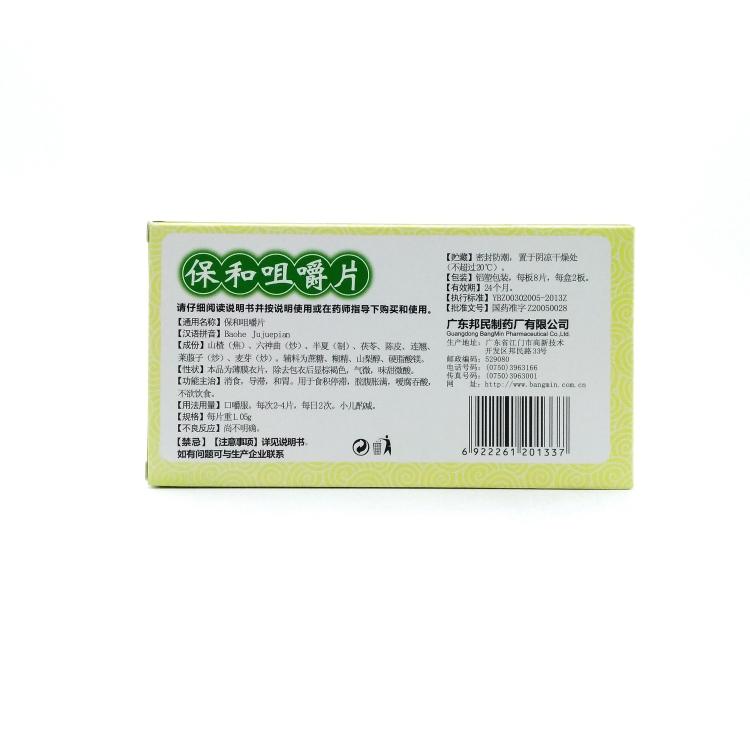 保和咀嚼片
请仔细阅读说明书并按说明使用或在药师指导下购买和使用。
【通用名称】保和咀嚼片
【汉语拼音】Baohe Jujuepian
【成份】山楂（焦）、六神曲（炒）、半夏（制）、茯苓、陈皮、连翘、
莱菔子（炒）、麦芽（炒）。辅料为蔗糖、糊精、山梨醇、硬脂酸镁。
【性状】本品为薄膜衣片，除去包衣后显棕褐色，气微，味甜微酸。
【功能主治】消食，导滞，和胃。用于食积停滞，脘腹胀满，嗳腐吞酸，
不欲饮食。
【用法用量】口嚼服。每次2-4片，每日2次。小儿酌减。
【规格】每片重1.05g
【不良反应】尚不明确。
【禁忌】【注意事项】详见说明书。
如有问题可与生产企业联系
【贮藏】密封防潮，置于阴凉干燥处
（不超过20℃）。
【包装】铝塑包装，每板8片，每盒2板。
【有效期】24个月。
【执行标准】YBZ00302005-2013Z
【批准文号】国药准字Z20050028
广东邦民制药厂有限公司
Guangdong BangMin Pharmaceutical Co.,Ltd.
生产地址：广东省江门市高新技术
开发区邦民路33号
邮政编码：529080
电话号码：(0750)3963166
传真号码：(0750)3963001
网 址：http://www.bangmin.com.cn
6 922261 201337